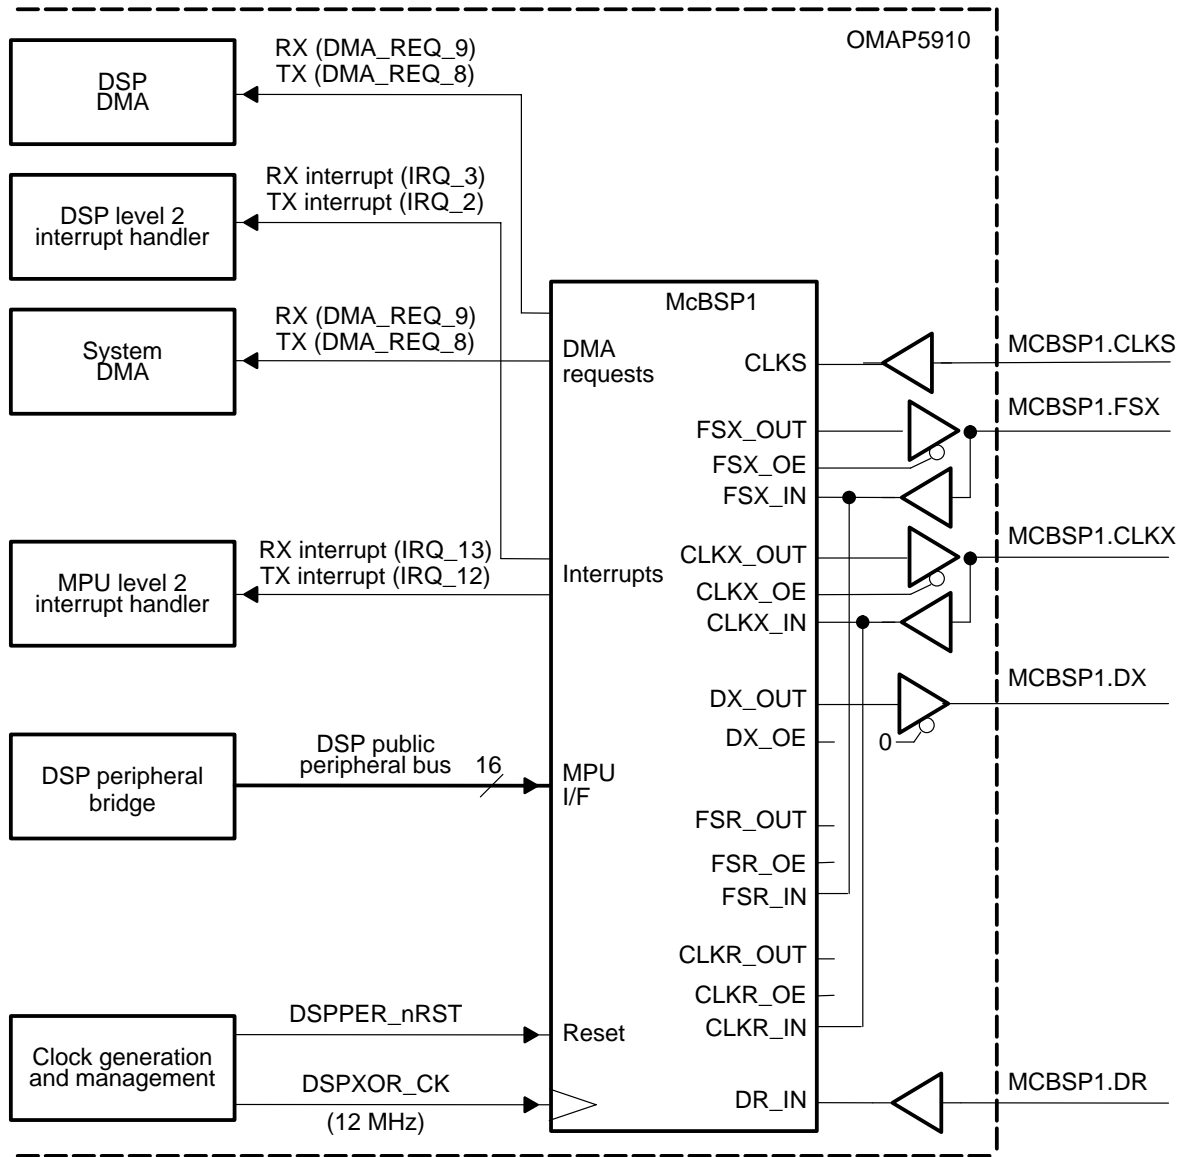 OMAP5910
DSP
DMA
RX (DMA_REQ_9)
TX (DMA_REQ_8)
DSP level 2
interrupt handler
RX interrupt (IRQ_3)
TX interrupt (IRQ_2)
System
DMA
RX (DMA_REQ_9)
TX (DMA_REQ_8)
MPU level 2
interrupt handler
RX interrupt (IRQ_13)
TX interrupt (IRQ_12)
DSP peripheral
bridge
DSP public
peripheral bus
16
Clock generation
and management
DSPPER_nRST
DSPXOR_CK
(12 MHz)
McBSP1
DMA
requests
Interrupts
MPU
I/F
Reset
CLKS
FSX_OUT
FSX_OE
FSX_IN
CLKX_OUT
CLKX_OE
CLKX_IN
DX_OUT
DX_OE
0
FSR_OUT
FSR_OE
FSR_IN
CLKR_OUT
CLKR_OE
CLKR_IN
DR_IN
MCBSP1.CLKS
MCBSP1.FSX
MCBSP1.CLKX
MCBSP1.DX
MCBSP1.DR